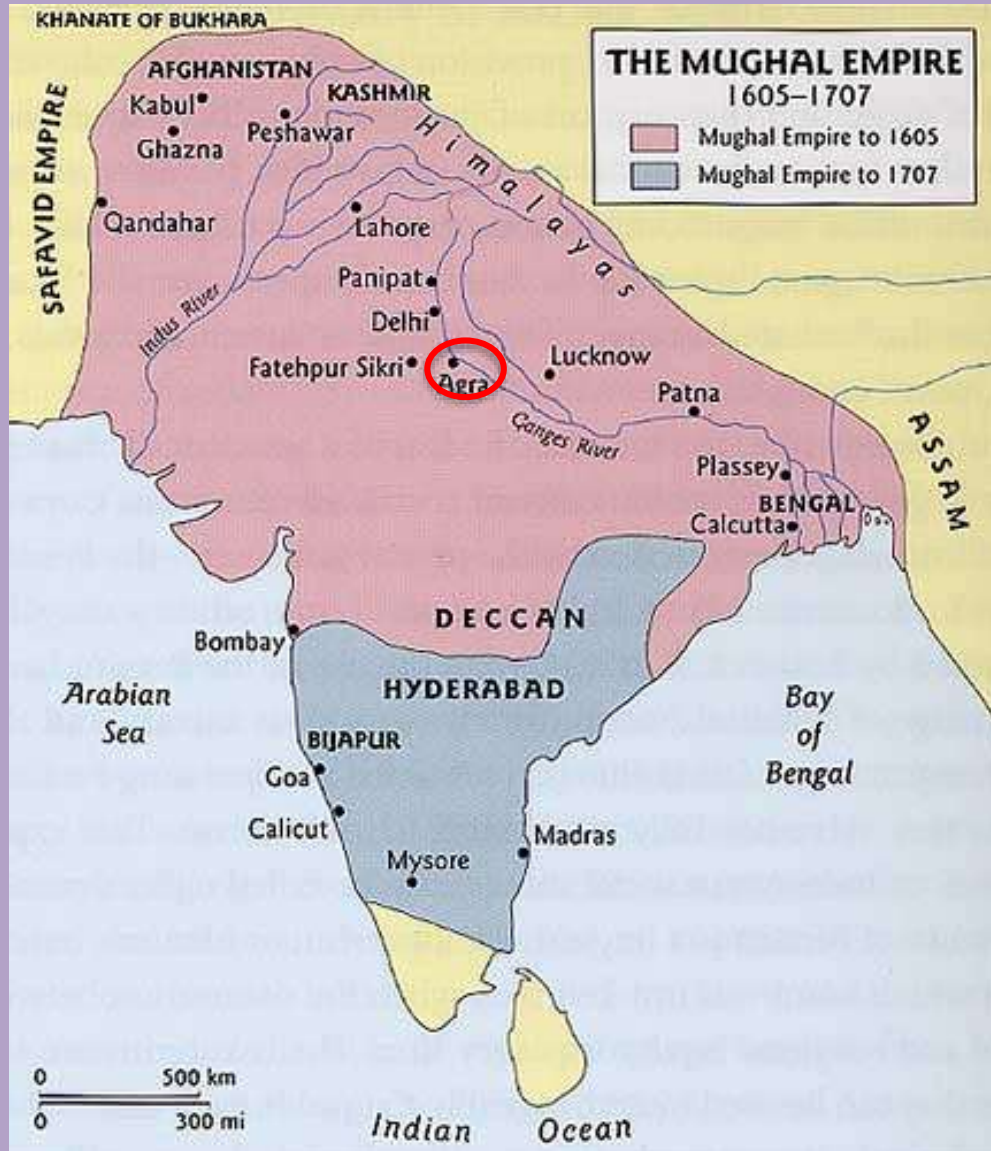 KHANATE OF BUKHARA
THE MUGHAL EMPIRE
1605–1707
Mughal Empire to 1605
Mughal Empire to 1707
AFGHANISTAN
KASHMIR
Kabul
Peshawar
Ghazna
Himalayas
SAFAVID EMPIRE
Qandahar
Lahore
Panipat
Indus River
Delhi
Fatehpur Sikri
Agra
Lucknow
Patna
Ganges River
ASSAM
Plassey
BENGAL
Calcutta
DECCAN
Bombay
HYDERABAD
Arabian
Sea
Bay
of
Bengal
BIJAPUR
Goa
Calicut
Madras
Mysore
0 500 km
0 300 mi
Indian Ocean